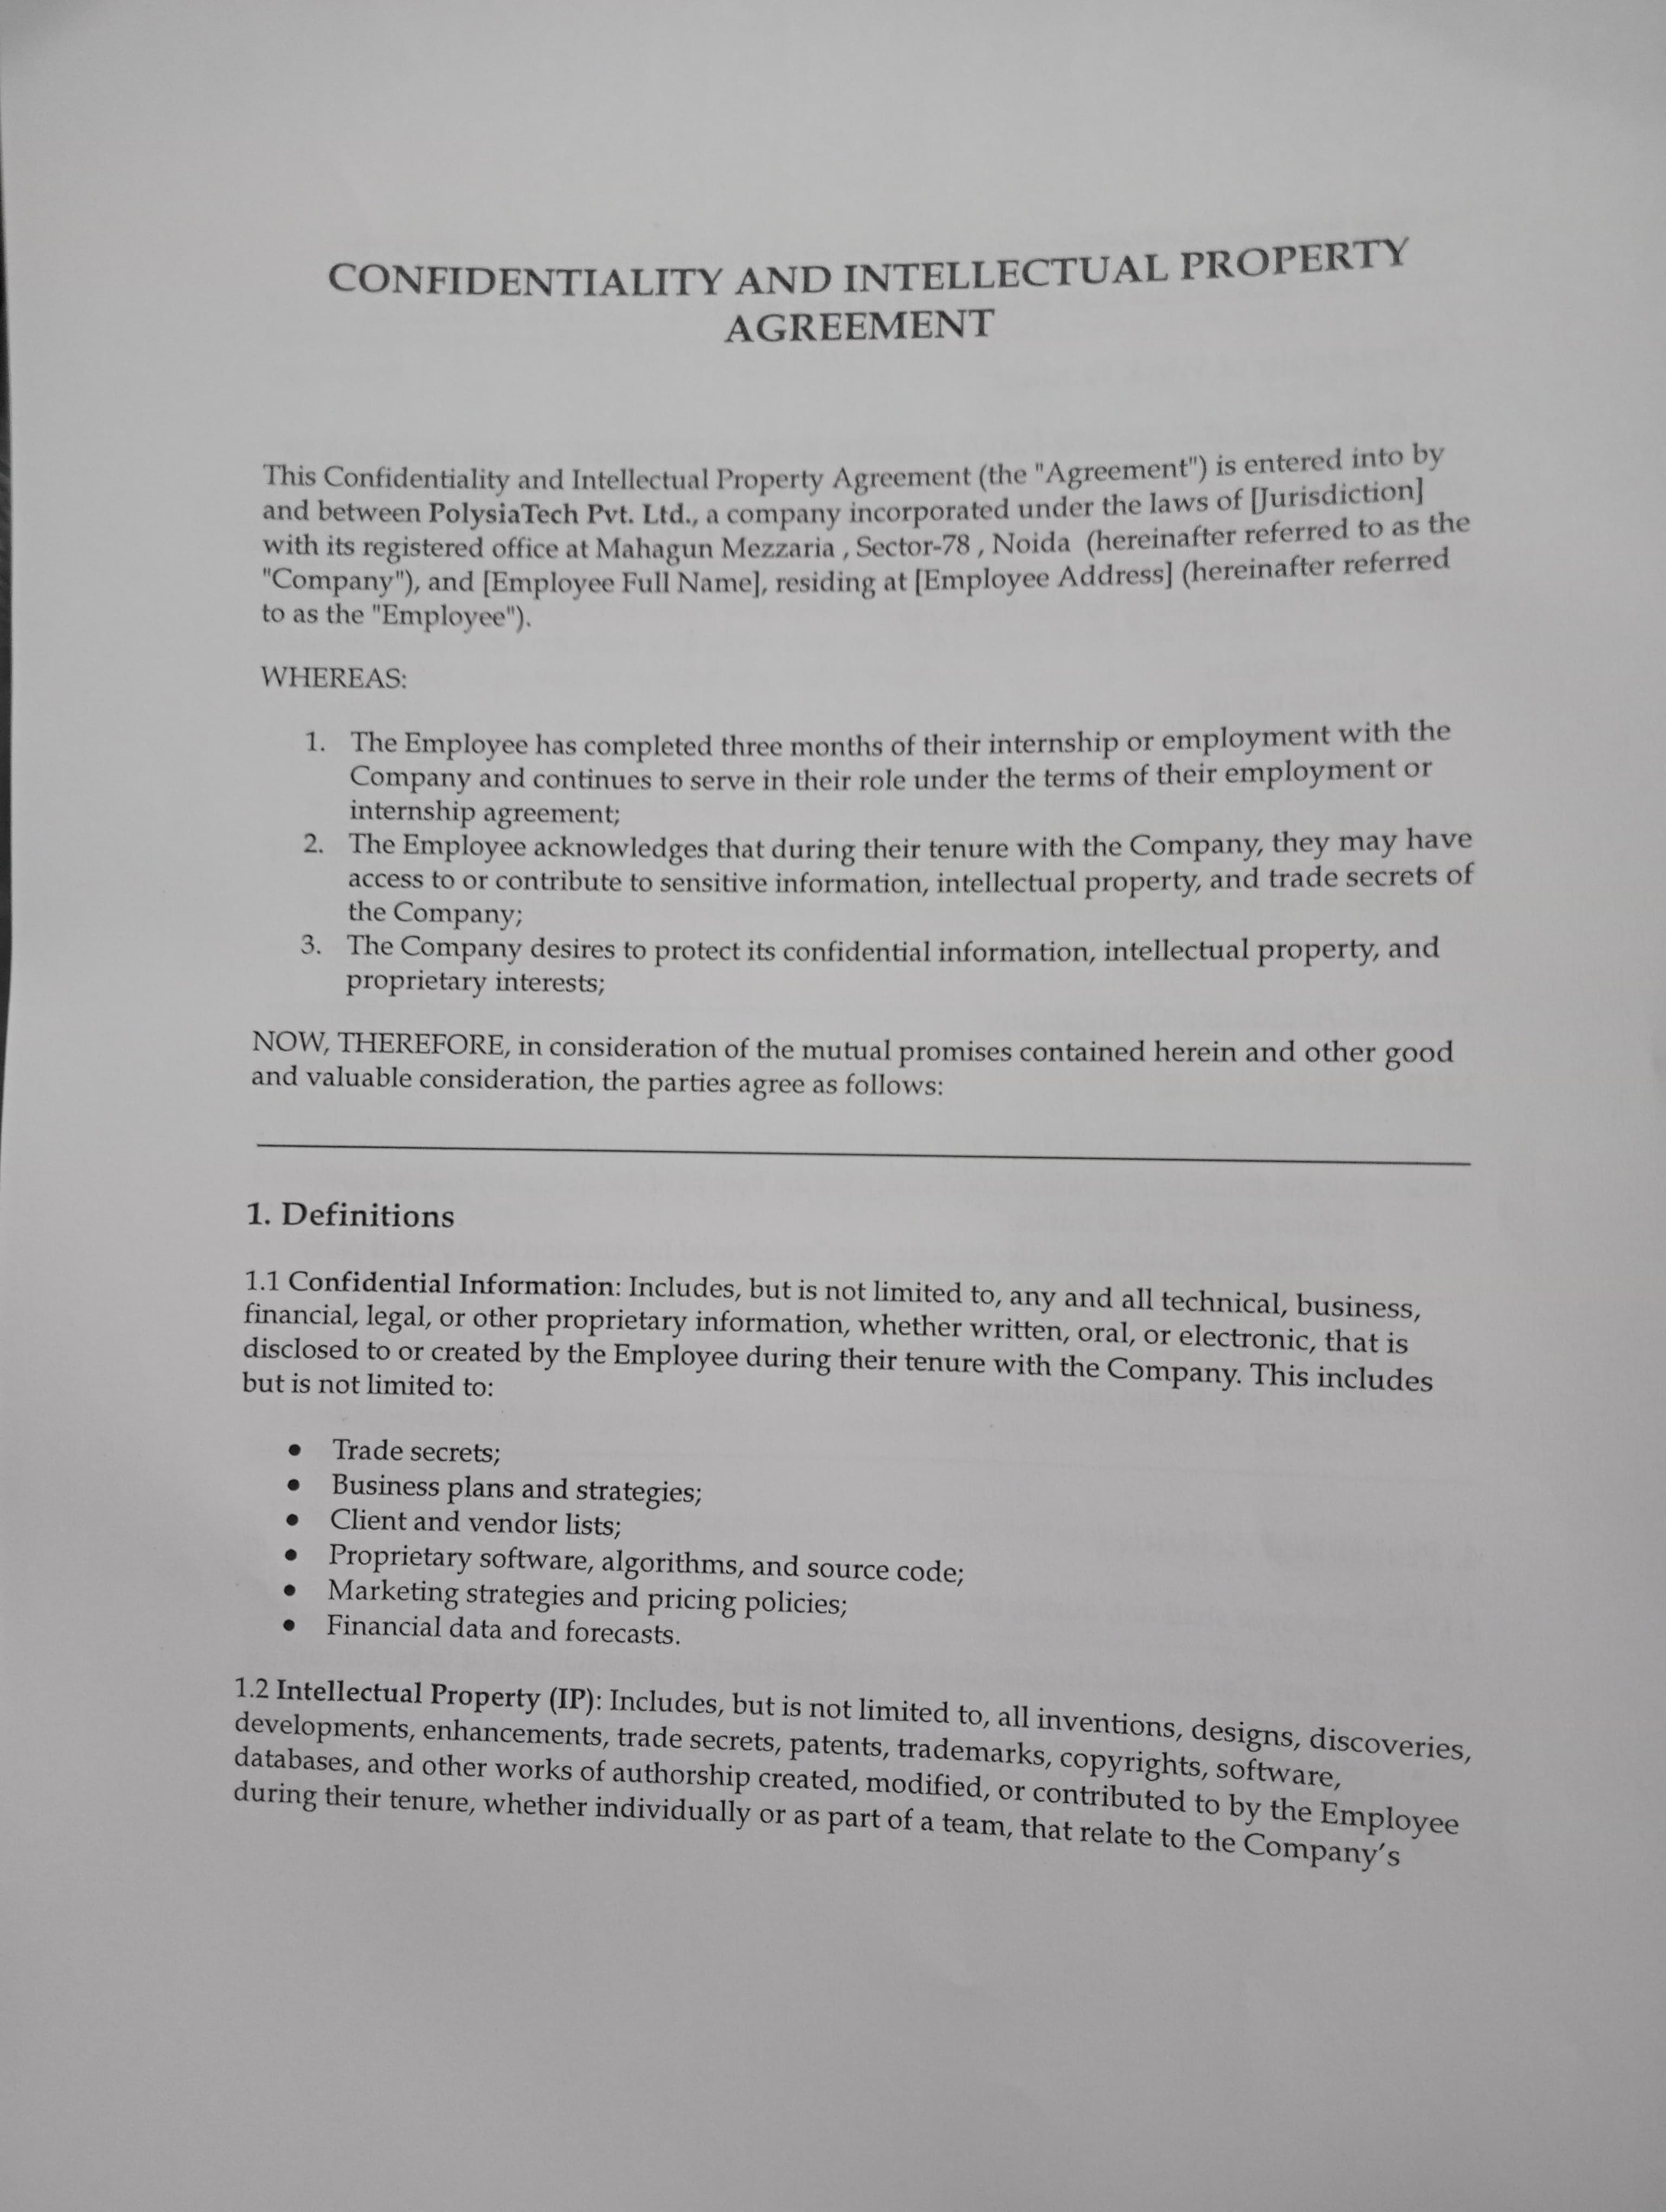 CONFIDENTIALITY AND INTELLECTUAL PROPERTY
AGREEMENT
This Confidentiality and Intellectual Property Agreement (the "Agreement") is entered into by
and between PolysiaTech Pvt. Ltd., a company incorporated under the laws of [Jurisdiction]
with its registered office at Mahagun Mezzaria , Sector-78 , Noida (hereinafter referred to as the
"Company"), and [Employee Full Name], residing at [Employee Address] (hereinafter referred
to as the "Employee").
WHEREAS:
1. The Employee has completed three months of their internship or employment with the
Company and continues to serve in their role under the terms of their employment or
internship agreement;
2. The Employee acknowledges that during their tenure with the Company, they may have
access to or contribute to sensitive information, intellectual property, and trade secrets of
the Company;
3. The Company desires to protect its confidential information, intellectual property, and
proprietary interests;
NOW, THEREFORE, in consideration of the mutual promises contained herein and other good
and valuable consideration, the parties agree as follows:
1. Definitions
1.1 Confidential Information: Includes, but is not limited to, any and all technical, business,
financial, legal, or other proprietary information, whether written, oral, or electronic, that is
disclosed to or created by the Employee during their tenure with the Company. This includes
but is not limited to:
• Trade secrets;
• Business plans and strategies;
• Client and vendor lists;
• Proprietary software, algorithms, and source code;
• Marketing strategies and pricing policies;
• Financial data and forecasts.
1.2 Intellectual Property (IP): Includes, but is not limited to, all inventions, designs, discoveries,
developments, enhancements, trade secrets, patents, trademarks, copyrights, software,
databases, and other works of authorship created, modified, or contributed to by the Employee
during their tenure, whether individually or as part of a team, that relate to the Company's